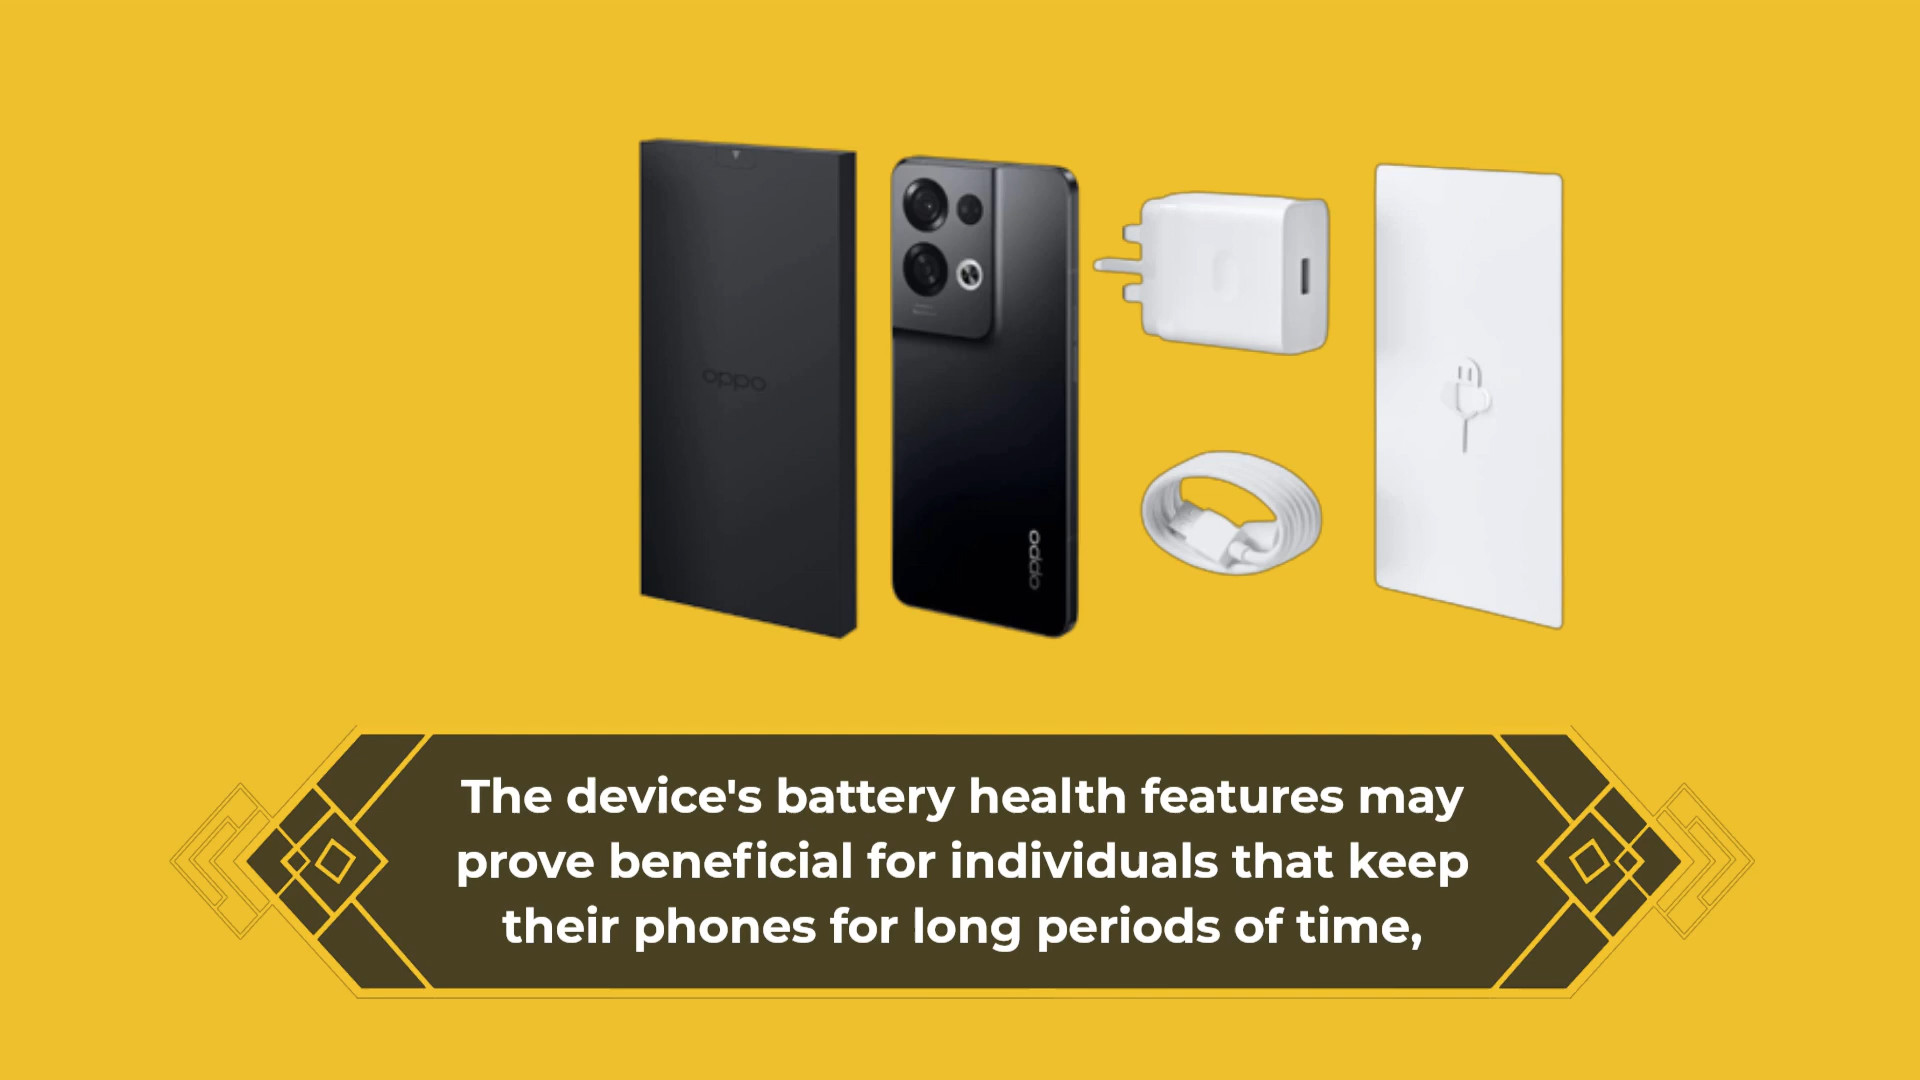 oppo
oppo
The device's battery health features may
prove beneficial for individuals that keep
their phones for long periods of time,